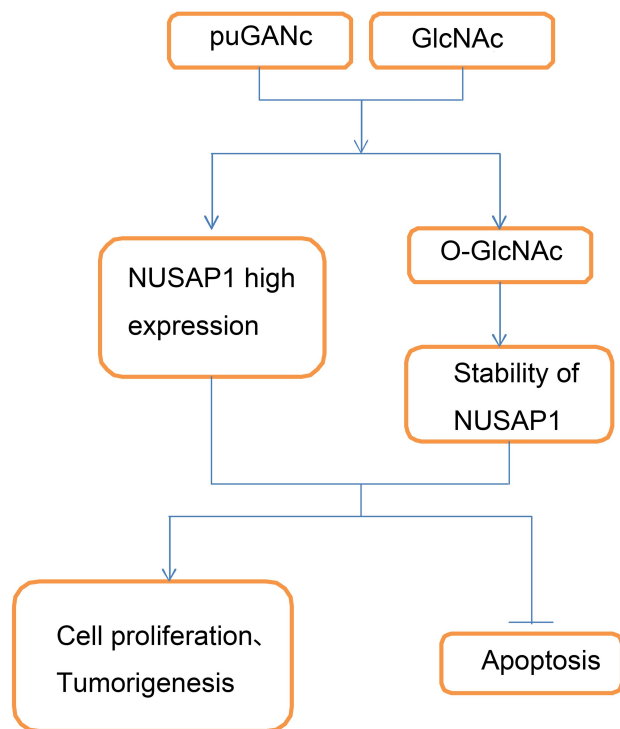 puGANc
GlcNAc
NUSAP1 high
expression
O-GlcNAc
Stability of
NUSAP1
Cell proliferation、
Tumorigenesis
Apoptosis